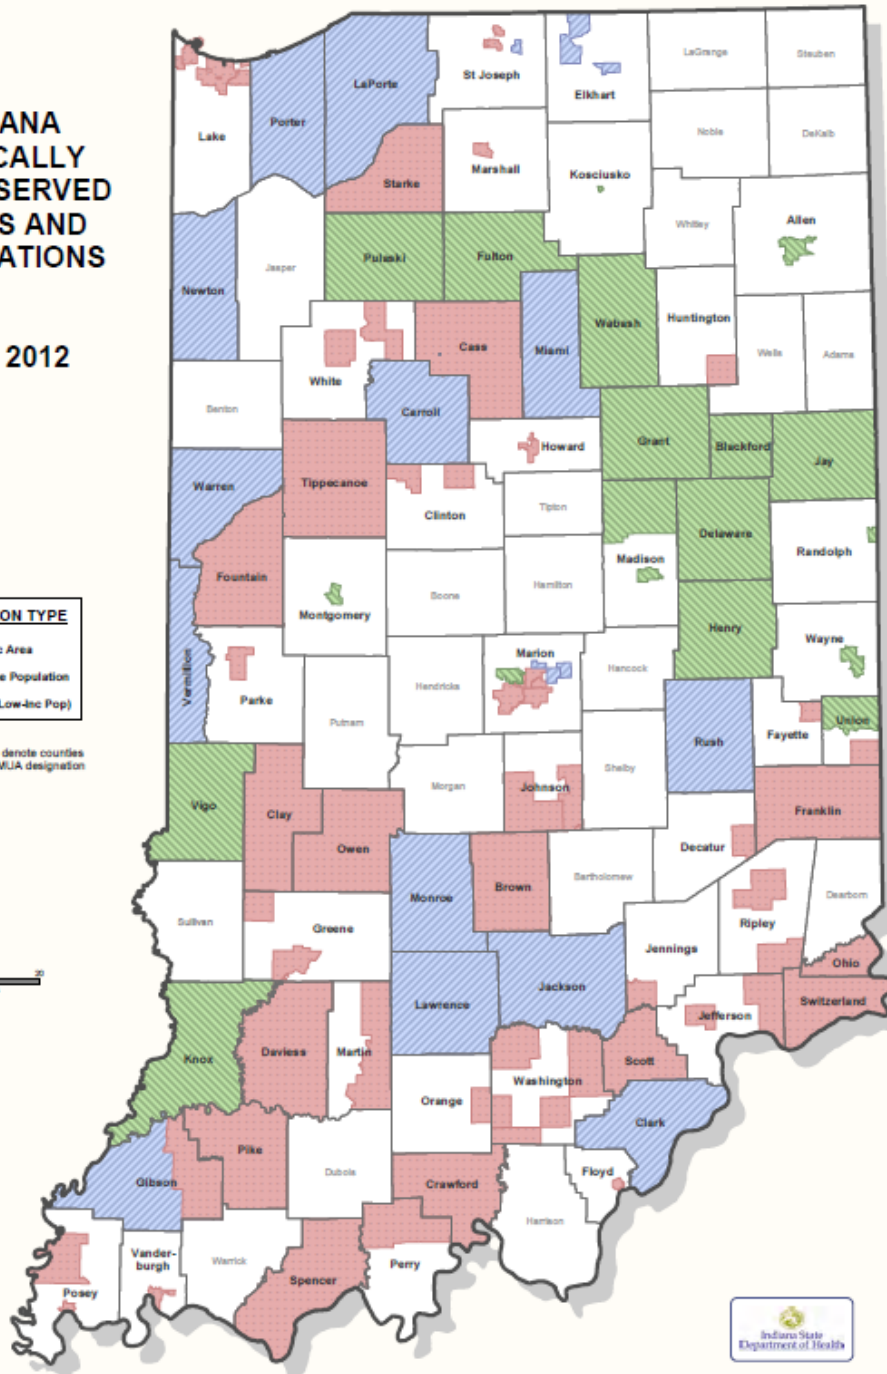 ANA
CALLY
SERVED
S AND
ATIONS
2012
ON TYPE
c Area
e Population
Low-Inc Pop)
denote counties
MUA designation
20
LaGrange
Steuben
St Joseph
LaPorte
Elkhart
Porter
Lake
Noble
DeKalb
Marshall
Kosciusko
Starke
Allen
Whitley
Pulaski
Fulton
Jasper
Newton
Huntington
Wabash
Cass
Miami
Wells
Adams
White
Benton
Carroll
Howard
Grant
Blackford
Jay
Warren
Tippecanoe
Clinton
Tipton
Delaware
Randolph
Madison
Fountain
Boone
Hamilton
Montgomery
Henry
Wayne
Marion
Hancock
Vermillion
Hendricks
Parke
Putnam
Union
Rush
Fayette
Shelby
Morgan
Johnson
Vigo
Clay
Franklin
Owen
Decatur
Bartholomew
Brown
Monroe
Dearborn
Sullivan
Greene
Ripley
Jennings
Ohio
Jackson
Switzerland
Lawrence
Jefferson
Daviess
Martin
Knox
Scott
Washington
Orange
Clark
Pike
Dubois
Floyd
Gibson
Crawford
Harrison
Vander-
burgh
Warrick
Perry
Spencer
Posey
Indiana State
Department of Health